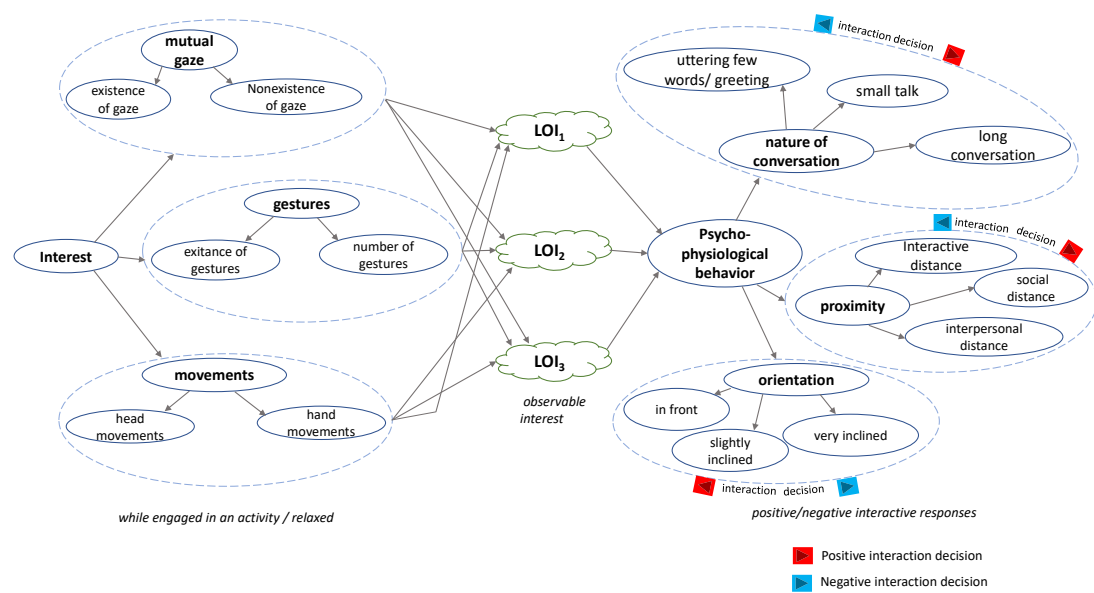 mutual
gaze
existence
of gaze
Nonexistence
of gaze
Interest
gestures
exitance of
gestures
number of
gestures
movements
head
movements
hand
movements
while engaged in an activity / relaxed
LOI1
LOI2
LOI3
observable
interest
Psycho-
physiological
behavior
interaction decision
uttering few
words/ greeting
small talk
nature of
conversation
long
conversation
interaction decision
Interactive
distance
social
distance
proximity
interpersonal
distance
orientation
in front
slightly
inclined
very inclined
interaction decision
positive/negative interactive responses
Positive interaction decision
Negative interaction decision